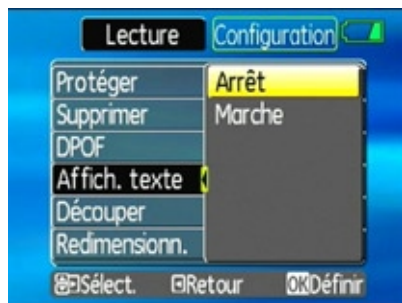 Lecture Configuration
Protéger Arrêt
Supprimer Marche
DPOF
Affich. texte
Découper
Redimensionn.
Sélect. Retour OK Définir